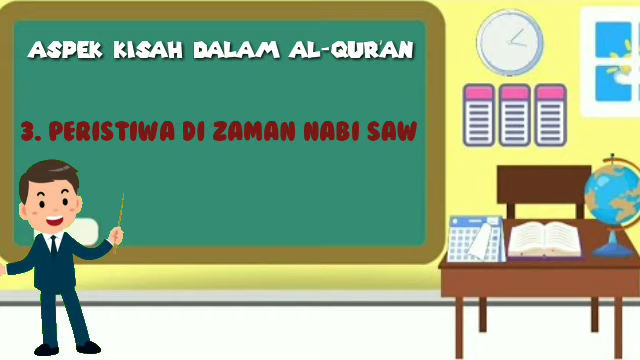 ASPEK KISAH DALAM AL-QUR'AN
3. PERISTIWA DI ZAMAN NABI SAW